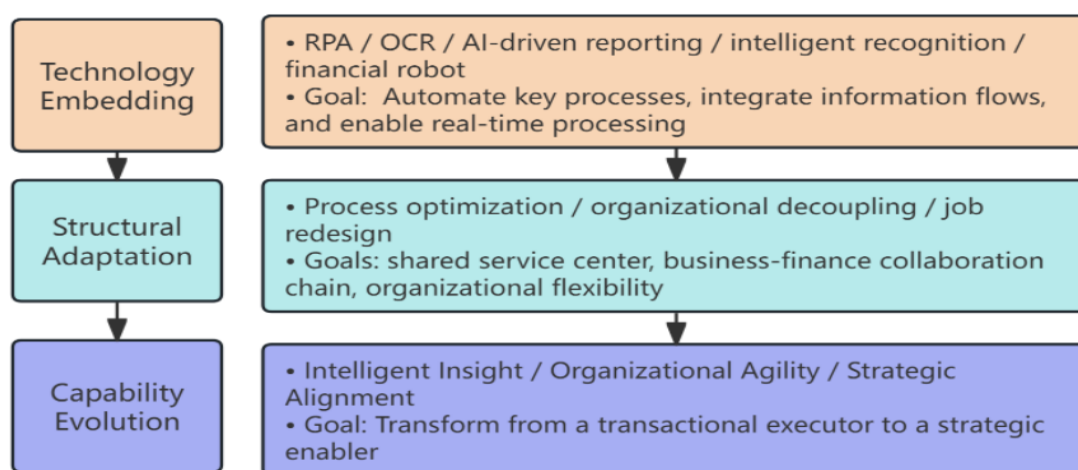 Technology
Embedding
• RPA / OCR / AI-driven reporting / intelligent recognition /
financial robot
• Goal:  Automate key processes, integrate information flows,
and enable real-time processing
Structural
Adaptation
• Process optimization / organizational decoupling / job
redesign
• Goals: shared service center, business-finance collaboration
chain, organizational flexibility
Capability
Evolution
• Intelligent Insight / Organizational Agility / Strategic
Alignment
• Goal: Transform from a transactional executor to a strategic
enabler